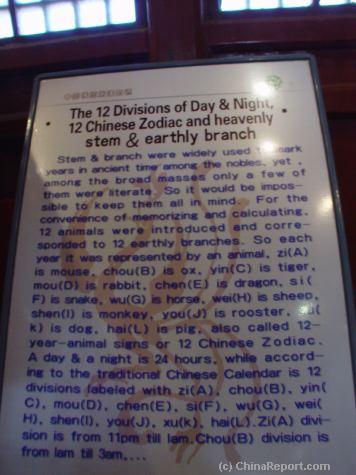 The 12 Divisions of Day & Night,
12 Chinese Zodiac and heavenly
stem & earthly branch
Stem & branch were widely used to mark
years in ancient time among the nobles, yet,
among the broad masses only a few of
them were literate. So it would be impos-
sible to keep them all in mind. For the
convenience of memorizing and calculating,
12 animals were introduced and corre-
sponded to 12 earthly branches. So each
year it was represented by an animal, zi(A)
is mouse, chou(B) is ox, yin(C) is tiger,
mou(D) is rabbit, chen(E) is dragon, si(
F) is snake, wu(G) is horse, wei(H) is sheep,
shen(I) is monkey, you(J) is rooster,
k) is dog, hai(L) is pig, also called 12-
year-animal signs or 12 Chinese Zodiac.
A day & a night is 24 hours, while accord-
ing to the traditional Chinese Calendar is 12
divisions labeled with zi(A), chou(B), yin(
C), mou(D), chen(E), si(F), wu(G), wei(
H), shen(I), you(J), xu(k), hai(L).Zi(A) divi-
sion is from 11pm till 1am.Chou(B) division
is from 1am till 3am,...
(c) ChinaReport.com